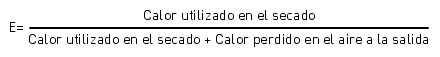 Calor utilizado en el secado
E=
Calor utilizado en el secado + Calor perdido en el aire a la salida